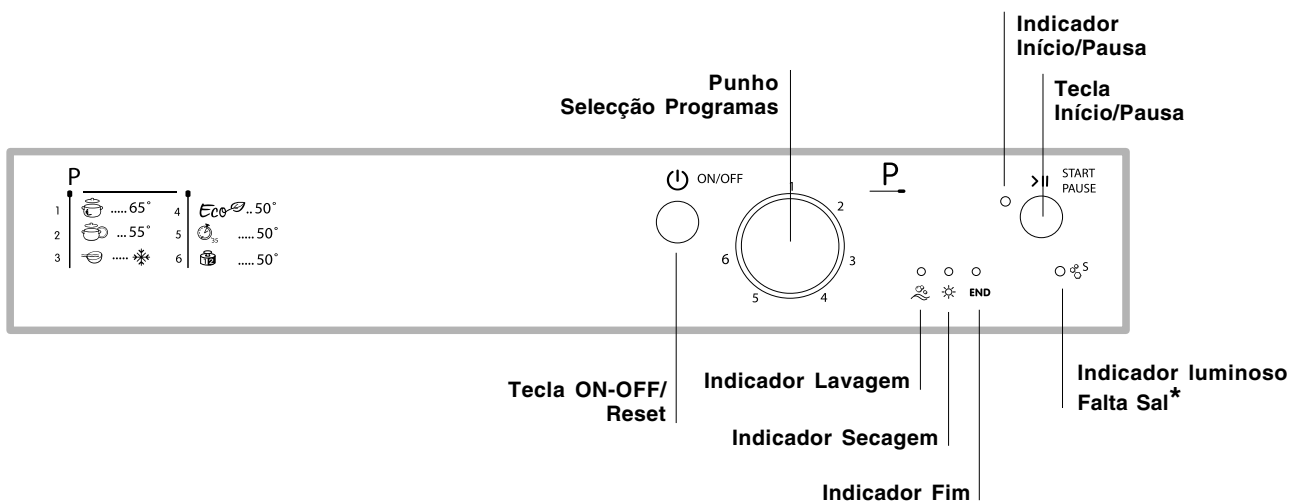 Indicador
Início/Pausa
Tecla
Início/Pausa
Punho
Selecção Programas
P
1 ..... 65°
2 ... 55°
3 .....
4 Eco .. 50°
5 35 ..... 50°
6 ..... 50°
ON/OFF
1
2
3
4
5
6
P
START
PAUSE
S
END
Tecla ON-OFF/
Reset
Indicador Lavagem
Indicador Secagem
Indicador Fim
Indicador luminoso
Falta Sal*